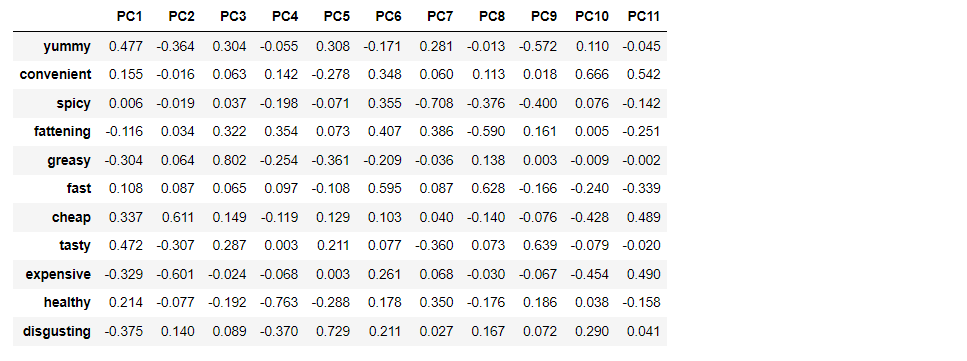 PC1 PC2 PC3 PC4 PC5 PC6 PC7 PC8 PC9 PC10 PC11
yummy 0.477 -0.364 0.304 -0.055 0.308 -0.171 0.281 -0.013 -0.572 0.110 -0.045
convenient 0.155 -0.016 0.063 0.142 -0.278 0.348 0.060 0.113 0.018 0.666 0.542
spicy 0.006 -0.019 0.037 -0.198 -0.071 0.355 -0.708 -0.376 -0.400 0.076 -0.142
fattening -0.116 0.034 0.322 0.354 0.073 0.407 0.386 -0.590 0.161 0.005 -0.251
greasy -0.304 0.064 0.802 -0.254 -0.361 -0.209 -0.036 0.138 0.003 -0.009 -0.002
fast 0.108 0.087 0.065 0.097 -0.108 0.595 0.087 0.628 -0.166 -0.240 -0.339
cheap 0.337 0.611 0.149 -0.119 0.129 0.103 0.040 -0.140 -0.076 -0.428 0.489
tasty 0.472 -0.307 0.287 0.003 0.211 0.077 -0.360 0.073 0.639 -0.079 -0.020
expensive -0.329 -0.601 -0.024 -0.068 0.003 0.261 0.068 -0.030 -0.067 -0.454 0.490
healthy 0.214 -0.077 -0.192 -0.763 -0.288 0.178 0.350 -0.176 0.186 0.038 -0.158
disgusting -0.375 0.140 0.089 -0.370 0.729 0.211 0.027 0.167 0.072 0.290 0.041